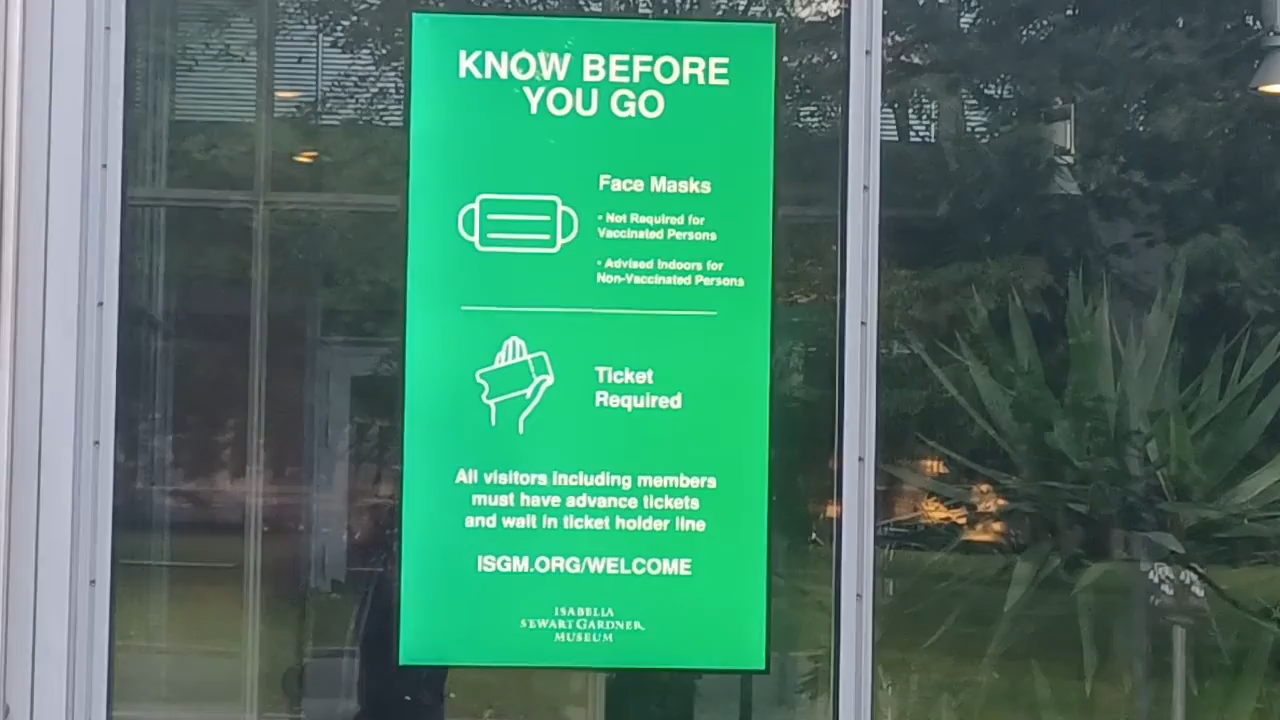 KNOW BEFORE
YOU GO
Face Masks
• Not Required for
Vaccinated Persons
• Advised Indoors for
Non-Vaccinated Persons
Ticket
Required
All visitors including members
must have advance tickets
and wait in ticket holder line
ISGM.ORG/WELCOME
ISABELLA
STEWART GARDNER
MUSEUM